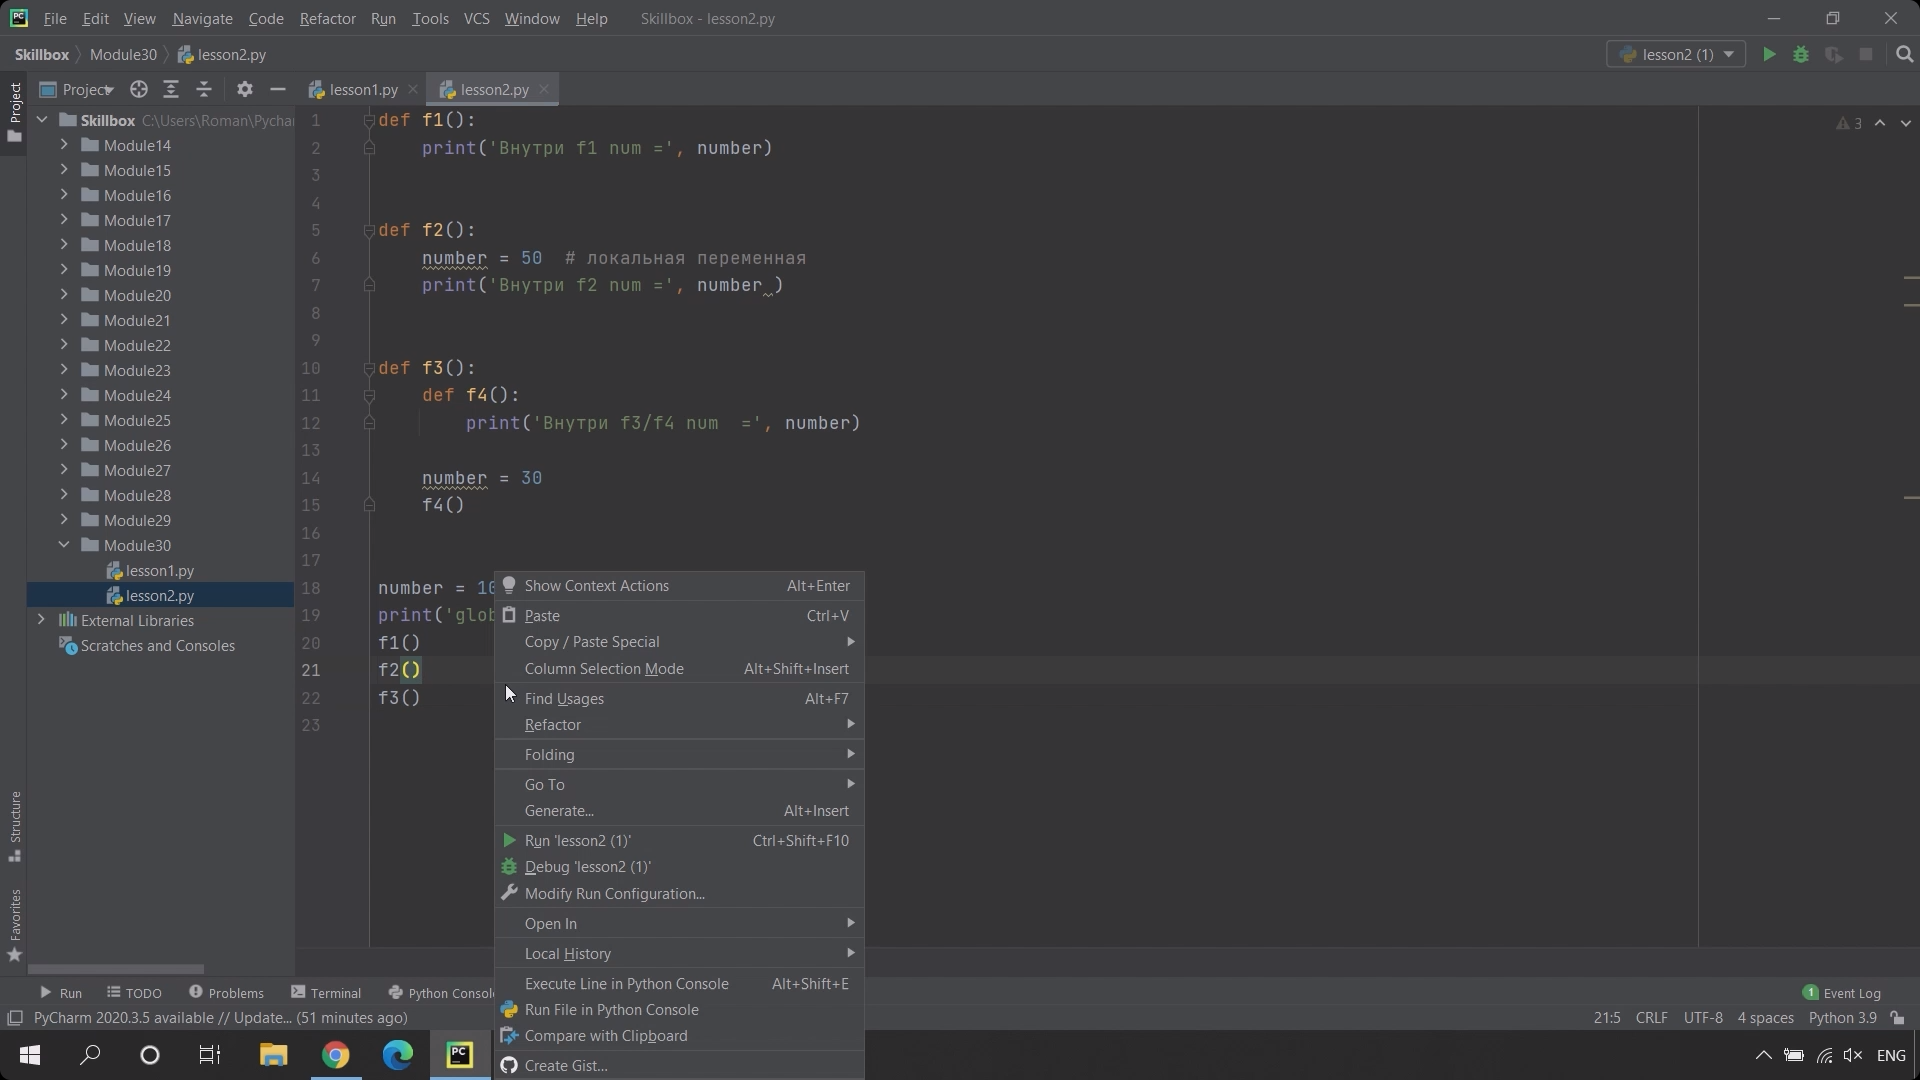 PC File Edit View Navigate Code Refactor Run Tools VCS Window Help Skillbox - lesson2.py
Skillbox Module30 lesson2.py lesson2 (1)
Project lesson1.py lesson2.py
Project
Skillbox C:\Users\Roman\Pychar
Module14
Module15
Module16
Module17
Module18
Module19
Module20
Module21
Module22
Module23
Module24
Module25
Module26
Module27
Module28
Module29
Module30
lesson1.py
lesson2.py
External Libraries
Scratches and Consoles
Structure
Favorites
1 def f1():
2 print('Внутри f1 num =', number)
3
4
5 def f2():
6 number = 50 # локальная переменная
7 print('Внутри f2 num =', number )
8
9
10 def f3():
11 def f4():
12 print('Внутри f3/f4 num  =', number)
13
14 number = 30
15 f4()
16
17
18 number = 10
19 print('glob
20 f1()
21 f2()
22 f3()
23
3
Show Context Actions Alt+Enter
Paste Ctrl+V
Copy / Paste Special
Column Selection Mode Alt+Shift+Insert
Find Usages Alt+F7
Refactor
Folding
Go To
Generate... Alt+Insert
Run 'lesson2 (1)' Ctrl+Shift+F10
Debug 'lesson2 (1)'
Modify Run Configuration...
Open In
Local History
Execute Line in Python Console Alt+Shift+E
Run File in Python Console
Compare with Clipboard
Create Gist...
Run TODO Problems Terminal Python Consol 1 Event Log
PyCharm 2020.3.5 available // Update... (51 minutes ago) 21:5 CRLF UTF-8 4 spaces Python 3.9
PC ENG